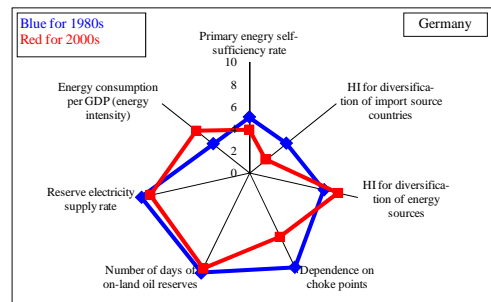 Blue for 1980s
Red for 2000s
Germany
Primary enegry self-
sufficiency rate
HI for diversifica-
tion of import source
countries
HI for diversifica-
tion of energy
sources
Dependence on
choke points
Number of days of
on-land oil reserves
Reserve electricity
supply rate
Energy consumption
per GDP (energy
intensity)
10
8
6
4
2
0